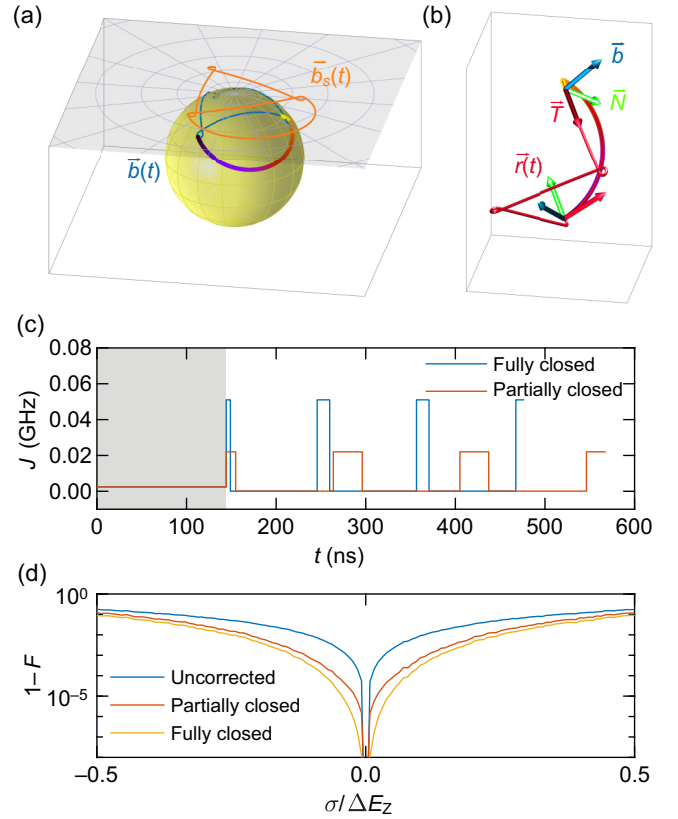 (a)
(b)
b⃗ₛ(t)
b⃗(t)
b⃗
T⃗
N⃗
r⃗(t)
(c)
J (GHz)
0.08
0.06
0.04
0.02
0.00
Fully closed
Partially closed
0 100 200 300 400 500 600
t (ns)
(d)
1–F
10⁰
10⁻⁵
Uncorrected
Partially closed
Fully closed
–0.5 0.0 0.5
σ/ΔE_Z